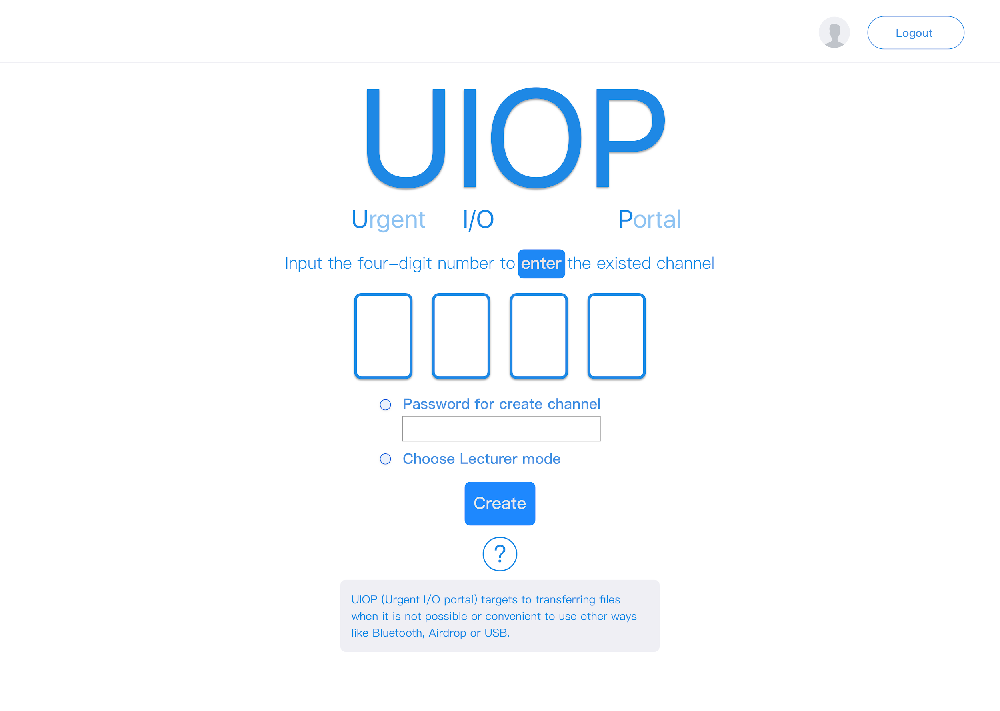 Logout
UIOP
Urgent I/O Portal
Input the four-digit number to enter the existed channel
Password for create channel
Choose Lecturer mode
Create
?
UIOP (Urgent I/O portal) targets to transferring files
when it is not possible or convenient to use other ways
like Bluetooth, Airdrop or USB.